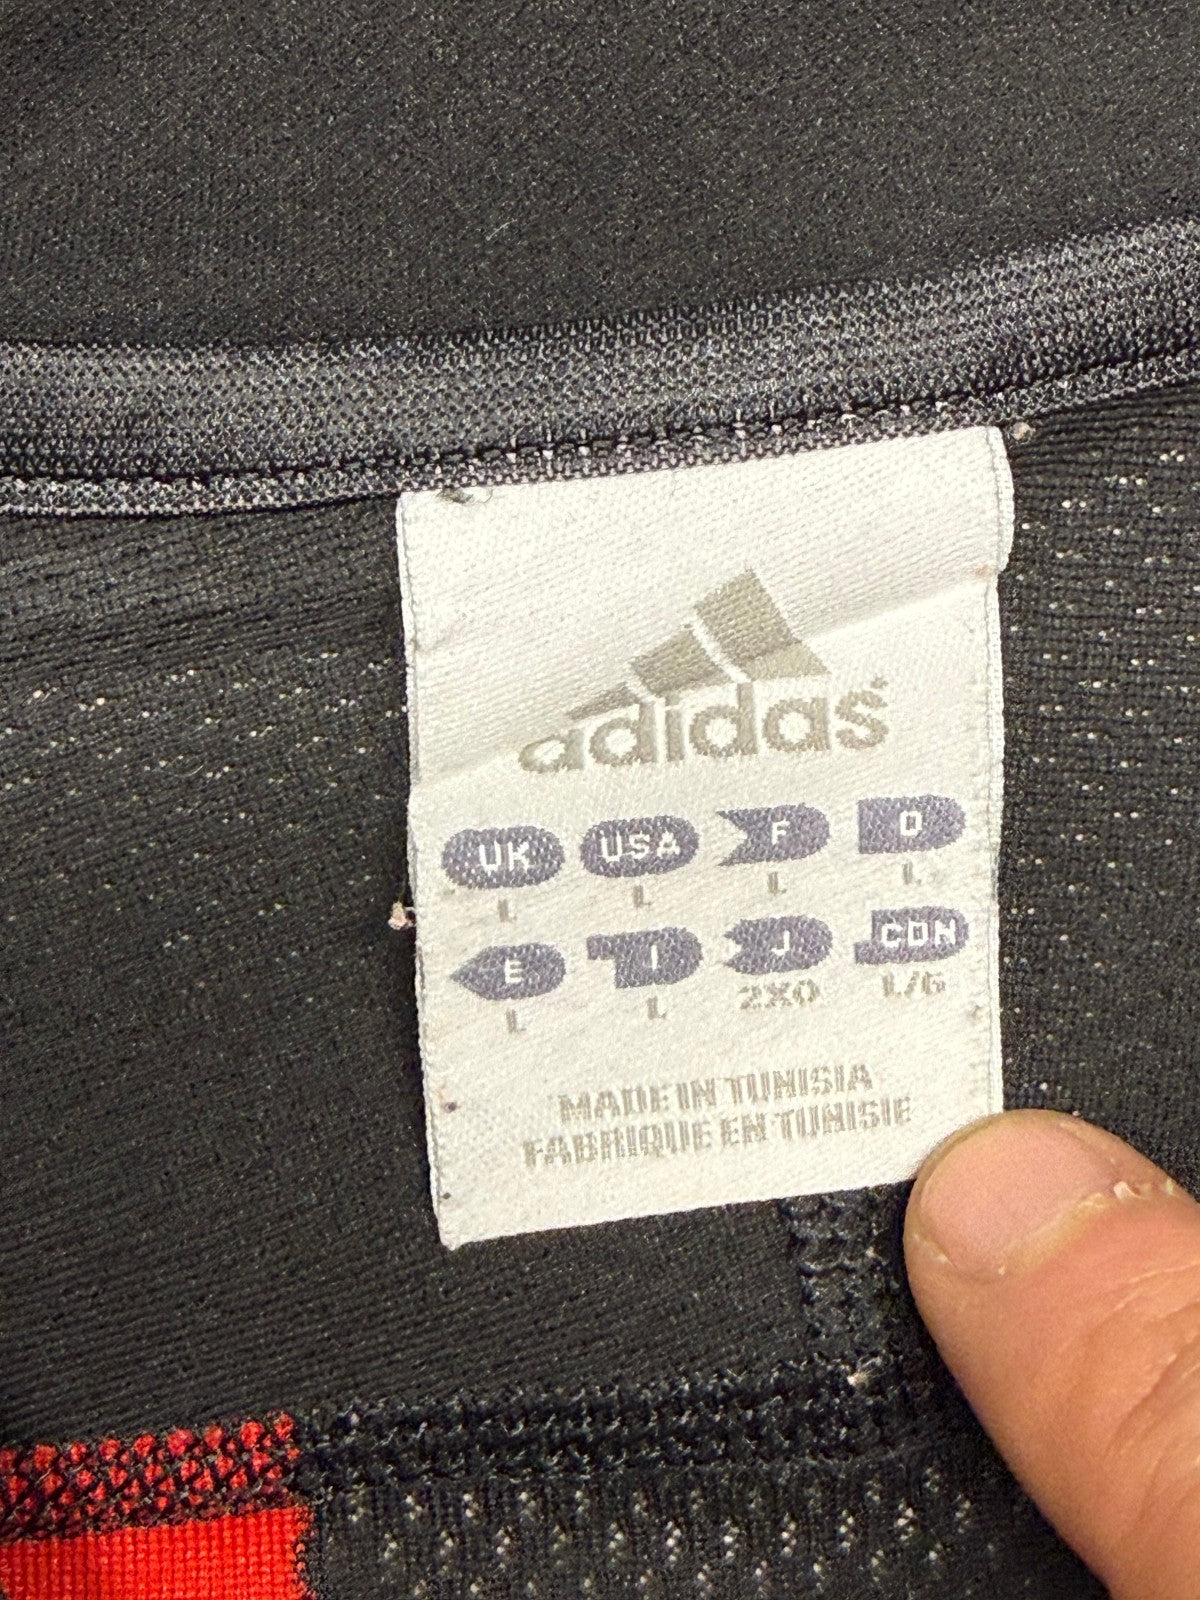 adidas
UK USA F D
L L L L
E I J CDN
L L 2XO L/G
MADE IN TUNISIA
FABRIQUE EN TUNISIE